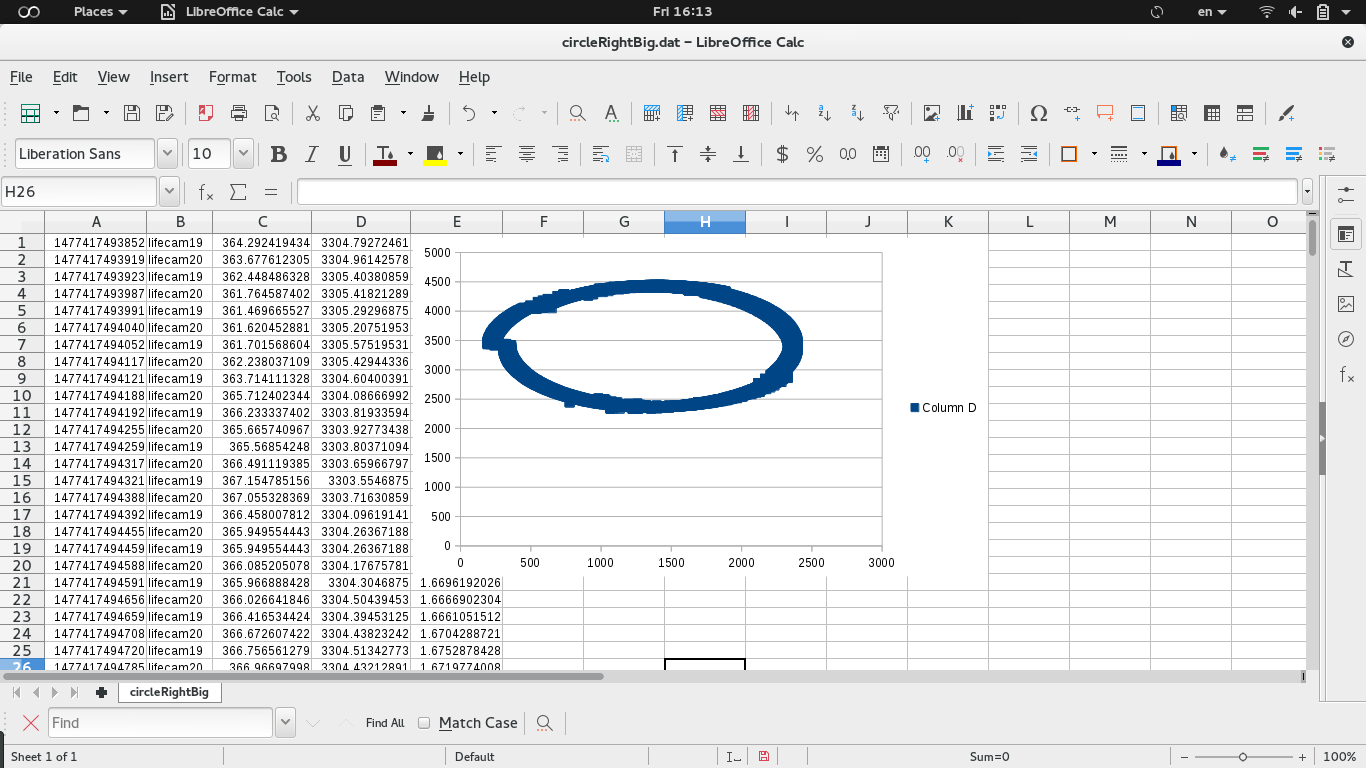 Places LibreOffice Calc Fri 16:13 en
circleRightBig.dat – LibreOffice Calc
File Edit View Insert Format Tools Data Window Help
Liberation Sans 10
H26
A B C D E F G H I J K L M N O
1 1477417493852 lifecam19 364.292419434 3304.79272461
2 1477417493919 lifecam20 363.677612305 3304.96142578
3 1477417493923 lifecam19 362.448486328 3305.40380859
4 1477417493987 lifecam20 361.764587402 3305.41821289
5 1477417493991 lifecam19 361.469665527 3305.29296875
6 1477417494040 lifecam20 361.620452881 3305.20751953
7 1477417494052 lifecam19 361.701568604 3305.57519531
8 1477417494117 lifecam20 362.238037109 3305.42944336
9 1477417494121 lifecam19 363.714111328 3304.60400391
10 1477417494188 lifecam20 365.712402344 3304.08666992
11 1477417494192 lifecam19 366.233337402 3303.81933594
12 1477417494255 lifecam20 365.665740967 3303.92773438
13 1477417494259 lifecam19 365.56854248 3303.80371094
14 1477417494317 lifecam20 366.491119385 3303.65966797
15 1477417494321 lifecam19 367.154785156 3303.5546875
16 1477417494388 lifecam20 367.055328369 3303.71630859
17 1477417494392 lifecam19 366.458007812 3304.09619141
18 1477417494455 lifecam20 365.949554443 3304.26367188
19 1477417494459 lifecam19 365.949554443 3304.26367188
20 1477417494588 lifecam20 366.085205078 3304.17675781
21 1477417494591 lifecam19 365.966888428 3304.3046875 1.6696192026
22 1477417494656 lifecam20 366.026641846 3304.50439453 1.6666902304
23 1477417494659 lifecam19 366.416534424 3304.39453125 1.6661051512
24 1477417494708 lifecam20 366.672607422 3304.43823242 1.6704288721
25 1477417494720 lifecam19 366.756561279 3304.51342773 1.6752878428
26 1477417494785 lifecam20 366.96697998 3304.43212891 1.6719774008
5000
4500
4000
3500
3000
2500
2000
1500
1000
500
0
0 500 1000 1500 2000 2500 3000
Column D
circleRightBig
Find Find All Match Case
Sheet 1 of 1 Default Sum=0 100%